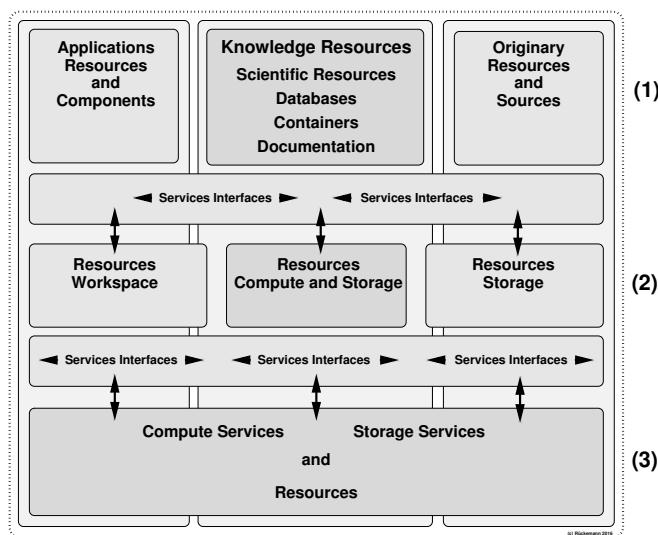 Applications
Resources
and
Components
Knowledge Resources
Scientific Resources
Databases
Containers
Documentation
Originary
Resources
and
Sources
(1)
Services Interfaces
Services Interfaces
Resources
Workspace
Resources
Compute and Storage
Resources
Storage
(2)
Services Interfaces
Services Interfaces
Services Interfaces
Compute Services
Storage Services
and
Resources
(3)
(c) Rückemann 2016